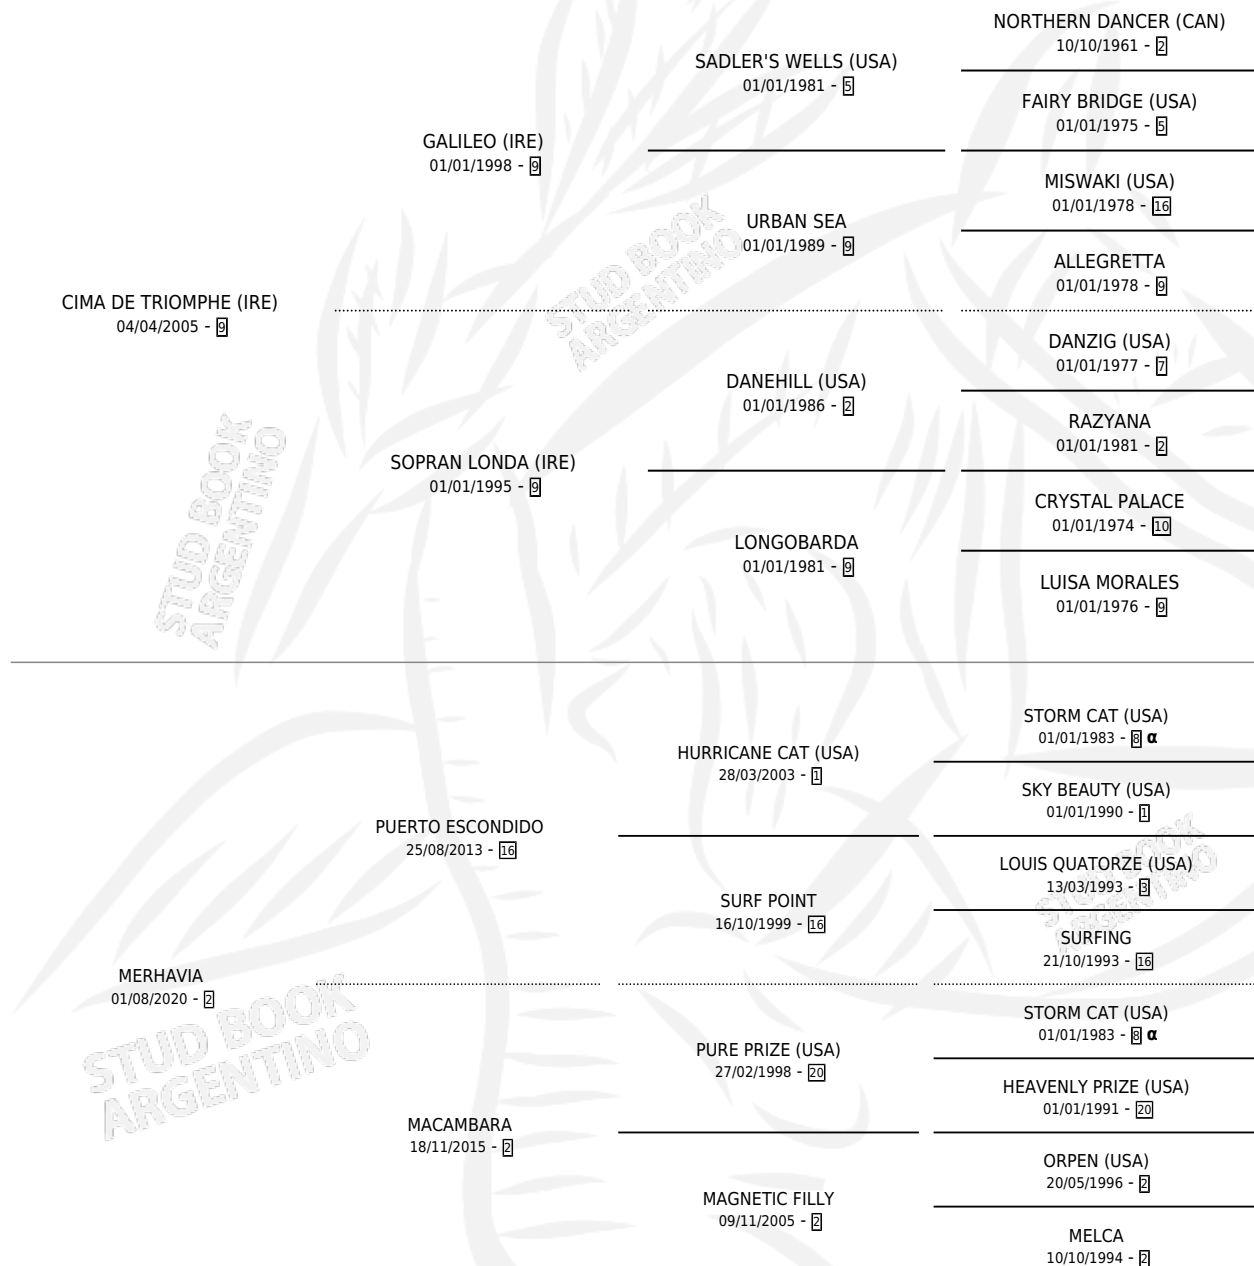 NORTHERN DANCER (CAN)
10/10/1961 - 2
SADLER'S WELLS (USA)
01/01/1981 - 5
FAIRY BRIDGE (USA)
01/01/1975 - 5
GALILEO (IRE)
01/01/1998 - 9
MISWAKI (USA)
01/01/1978 - 16
URBAN SEA
01/01/1989 - 9
ALLEGRETTA
01/01/1978 - 9
CIMA DE TRIOMPHE (IRE)
04/04/2005 - 9
DANZIG (USA)
01/01/1977 - 7
DANEHILL (USA)
01/01/1986 - 2
RAZYANA
01/01/1981 - 2
SOPRAN LONDA (IRE)
01/01/1995 - 9
CRYSTAL PALACE
01/01/1974 - 10
LONGOBARDA
01/01/1981 - 9
LUISA MORALES
01/01/1976 - 9
STORM CAT (USA)
01/01/1983 - 8 α
HURRICANE CAT (USA)
28/03/2003 - 1
SKY BEAUTY (USA)
01/01/1990 - 1
PUERTO ESCONDIDO
25/08/2013 - 16
LOUIS QUATORZE (USA)
13/03/1993 - 3
SURF POINT
16/10/1999 - 16
SURFING
21/10/1993 - 16
MERHAVIA
01/08/2020 - 2
STORM CAT (USA)
01/01/1983 - 8 α
PURE PRIZE (USA)
27/02/1998 - 20
HEAVENLY PRIZE (USA)
01/01/1991 - 20
MACAMBARA
18/11/2015 - 2
ORPEN (USA)
20/05/1996 - 2
MAGNETIC FILLY
09/11/2005 - 2
MELCA
10/10/1994 - 2
STUD BOOK
ARGENTINO
STUD BOOK
ARGENTINO
STUD BOOK
ARGENTINO
STUD BOOK
ARGENTINO